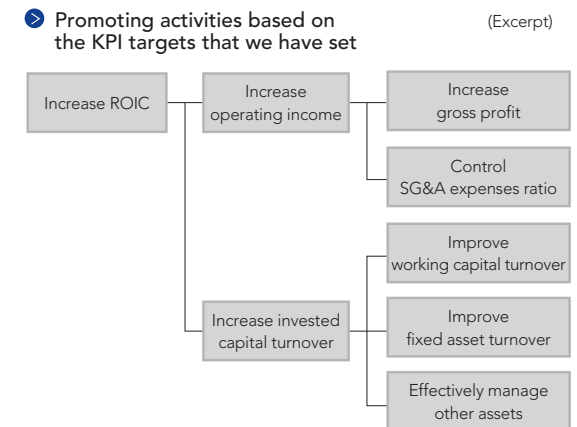 Promoting activities based on
the KPI targets that we have set
(Excerpt)
Increase ROIC
Increase
operating income
Increase
gross profit
Control
SG&A expenses ratio
Improve
working capital turnover
Increase invested
capital turnover
Improve
fixed asset turnover
Effectively manage
other assets